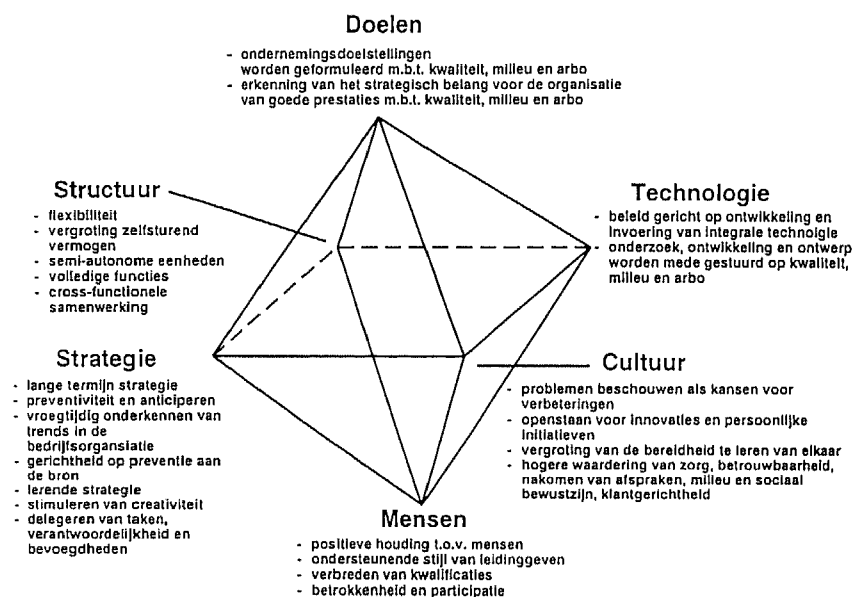 Doelen
- ondernemingsdoelstellingen
worden geformuleerd m.b.t. kwaliteit, milieu en arbo
- erkenning van het strategisch belang voor de organisatie
van goede prestaties m.b.t. kwaliteit, milieu en arbo
Structuur
- flexibiliteit
- vergroting zelfsturend
vermogen
- semi-autonome eenheden
- volledige functies
- cross-functionele
samenwerking
Technologie
- beleid gericht op ontwikkeling en
invoering van integrale technolgie
- onderzoek, ontwikkeling en ontwerp
worden mede gestuurd op kwaliteit,
milieu en arbo
Strategie
- lange termijn strategie
- preventiviteit en anticiperen
- vroegtijdig onderkennen van
trends in de
bedrijfsorgansiatie
- gerichtheid op preventie aan
de bron
- lerende strategie
- stimuleren van creativiteit
- delegeren van taken,
verantwoordelijkheid en
bevoegdheden
Cultuur
- problemen beschouwen als kansen voor
verbeteringen
- openstaan voor innovaties en persoonlijke
initiatieven
- vergroting van de bereidheid te leren van elkaar
- hogere waardering van zorg, betrouwbaarheid,
nakomen van afspraken, milieu en sociaal
bewustzijn, klantgerichtheid
Mensen
- positieve houding t.o.v. mensen
- ondersteunende stijl van leidinggeven
- verbreden van kwalificaties
- betrokkenheid en participatie